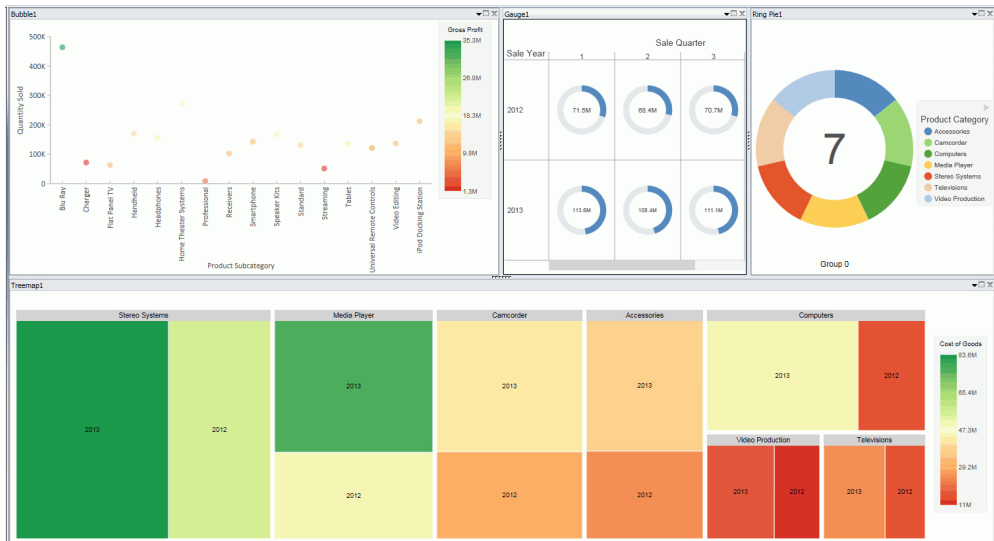 Bubble1
Gross Profit
35.3M
26.8M
18.3M
9.8M
1.3M
Quantity Sold
500K
400K
300K
200K
100K
0
Blu Ray
Charger
Flat Panel TV
Handheld
Headphones
Home Theater Systems
Professional
Receivers
Smartphone
Speaker Kits
Standard
Streaming
Tablet
Universal Remote Controls
Video Editing
iPod Docking Station
Product Subcategory
Gauge1
Sale Quarter
Sale Year 1 2 3
2012 71.5M 68.4M 70.7M
2013 113.6M 158.4M 111.1M
Ring Pie1
7
Group 0
Product Category
Accessories
Camcorder
Computers
Media Player
Stereo Systems
Televisions
Video Production
Treemap1
Stereo Systems
2013 2012
Media Player
2013
2012
Camcorder
2013
2012
Accessories
2013
2012
Computers
2013 2012
Video Production
2013 2012
Televisions
2013 2012
Cost of Goods
83.6M
65.4M
47.3M
29.2M
11M